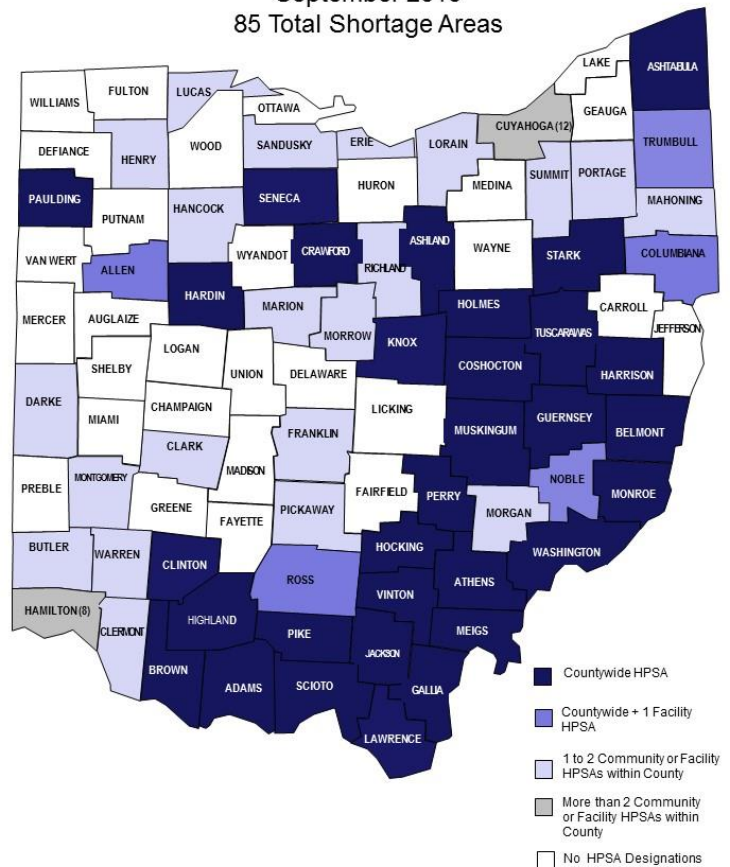 85 Total Shortage Areas
LAKE
ASHTABULA
WILLIAMS
FULTON
LUCAS
OTTAWA
GEAUGA
CUYAHOGA (12)
DEFIANCE
HENRY
WOOD
SANDUSKY
ERIE
LORAIN
TRUMBULL
PAULDING
PUTNAM
HANCOCK
SENECA
HURON
MEDINA
SUMMIT
PORTAGE
MAHONING
VAN WERT
ALLEN
WYANDOT
CRAWFORD
RICHLAND
ASHLAND
WAYNE
STARK
COLUMBIANA
HARDIN
MERCER
AUGLAIZE
MARION
MORROW
HOLMES
TUSCARAWAS
CARROLL
JEFFERSON
LOGAN
SHELBY
UNION
DELAWARE
KNOX
COSHOCTON
HARRISON
DARKE
MIAMI
CHAMPAIGN
LICKING
MUSKINGUM
GUERNSEY
BELMONT
CLARK
FRANKLIN
MADISON
PREBLE
MONTGOMERY
GREENE
FAYETTE
PICKAWAY
FAIRFIELD
PERRY
MORGAN
NOBLE
MONROE
BUTLER
WARREN
CLINTON
ROSS
HOCKING
WASHINGTON
ATHENS
VINTON
HAMILTON (8)
CLERMONT
HIGHLAND
PIKE
MEIGS
JACKSON
BROWN
ADAMS
SCIOTO
GALLIA
LAWRENCE
Countywide HPSA
Countywide + 1 Facility
HPSA
1 to 2 Community or Facility
HPSAs within County
More than 2 Community
or Facility HPSAs within
County
No HPSA Designations